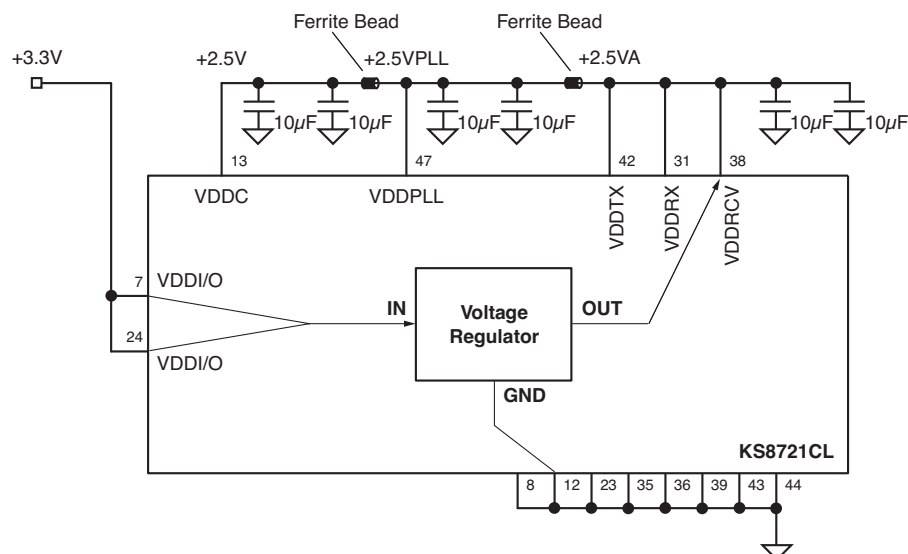 Ferrite Bead
Ferrite Bead
+3.3V
+2.5V
+2.5VPLL
+2.5VA
10µF
10µF
10µF
10µF
10µF
10µF
13
47
42
31
38
VDDC
VDDPLL
VDDTX
VDDRX
VDDRCV
7
VDDI/O
IN
Voltage
Regulator
OUT
24
VDDI/O
GND
KS8721CL
8
12
23
35
36
39
43
44